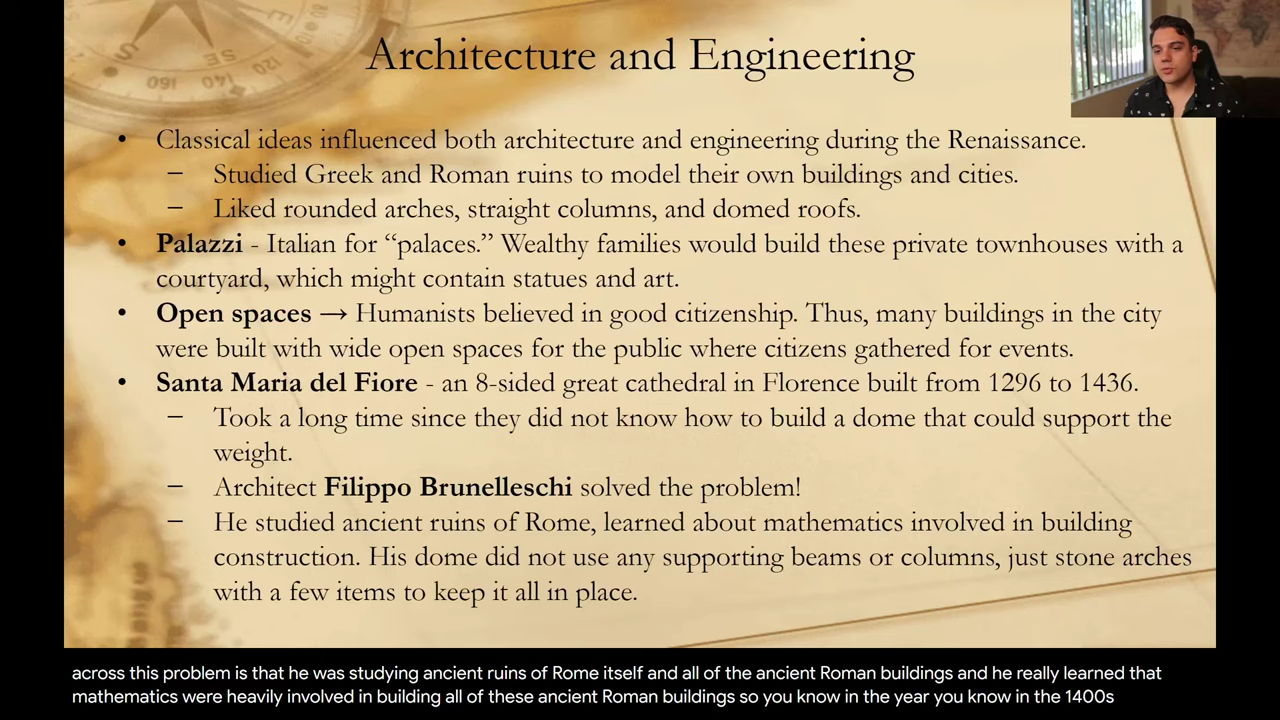 Architecture and Engineering
• Classical ideas influenced both architecture and engineering during the Renaissance.
– Studied Greek and Roman ruins to model their own buildings and cities.
– Liked rounded arches, straight columns, and domed roofs.
• Palazzi - Italian for “palaces.” Wealthy families would build these private townhouses with a
courtyard, which might contain statues and art.
• Open spaces → Humanists believed in good citizenship. Thus, many buildings in the city
were built with wide open spaces for the public where citizens gathered for events.
• Santa Maria del Fiore - an 8-sided great cathedral in Florence built from 1296 to 1436.
– Took a long time since they did not know how to build a dome that could support the
weight.
– Architect Filippo Brunelleschi solved the problem!
– He studied ancient ruins of Rome, learned about mathematics involved in building
construction. His dome did not use any supporting beams or columns, just stone arches
with a few items to keep it all in place.
across this problem is that he was studying ancient ruins of Rome itself and all of the ancient Roman buildings and he really learned that
mathematics were heavily involved in building all of these ancient Roman buildings so you know in the year you know in the 1400s
S
SE
E
160
140
120